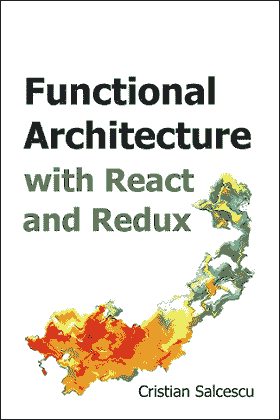 Functional
Architecture
with React
and Redux
Cristian Salcescu